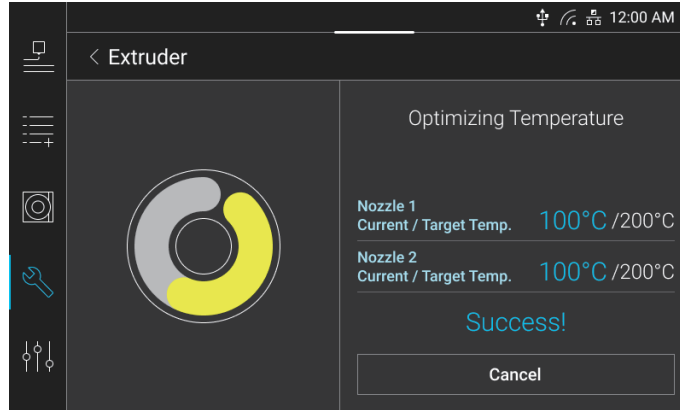 12:00 AM
< Extruder
Optimizing Temperature
Nozzle 1
Current / Target Temp. 100°C /200°C
Nozzle 2
Current / Target Temp. 100°C /200°C
Success!
Cancel